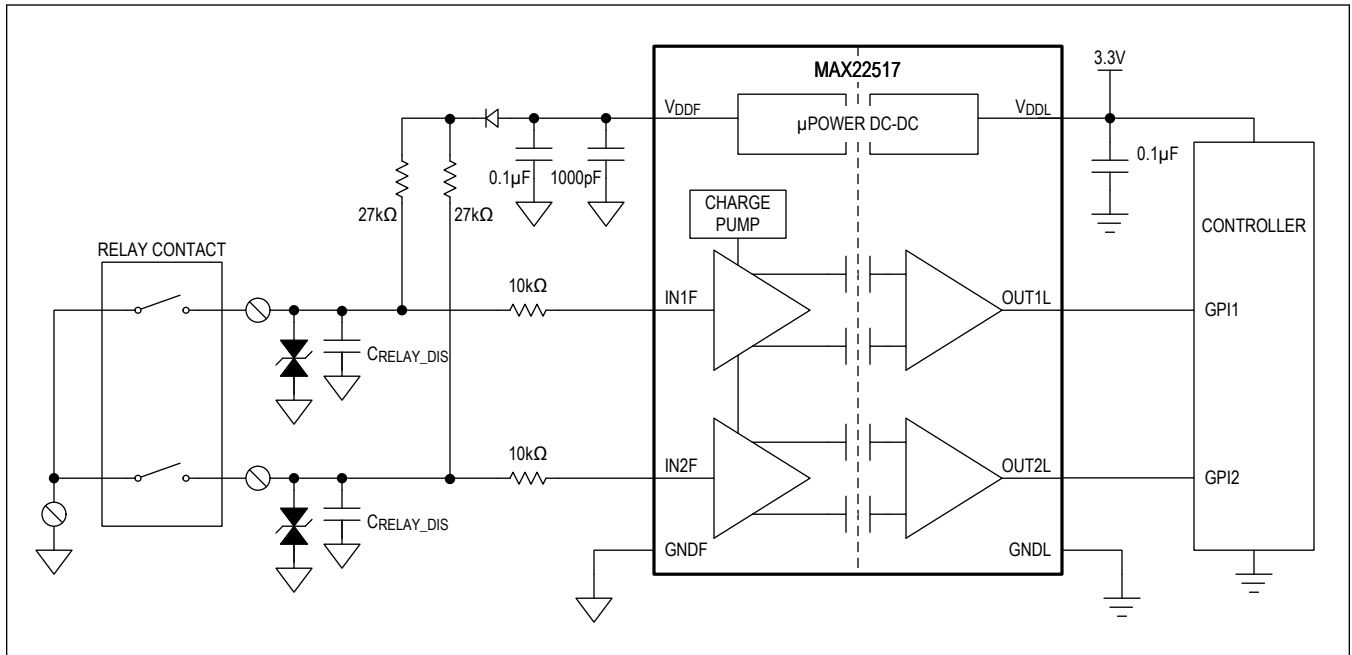 MAX22517
3.3V
VDDF
µPOWER DC-DC
VDDL
0.1µF
1000pF
0.1µF
27kΩ
27kΩ
CHARGE
PUMP
CONTROLLER
RELAY CONTACT
10kΩ
IN1F
OUT1L
GPI1
CRELAY_DIS
10kΩ
IN2F
OUT2L
GPI2
CRELAY_DIS
GNDF
GNDL